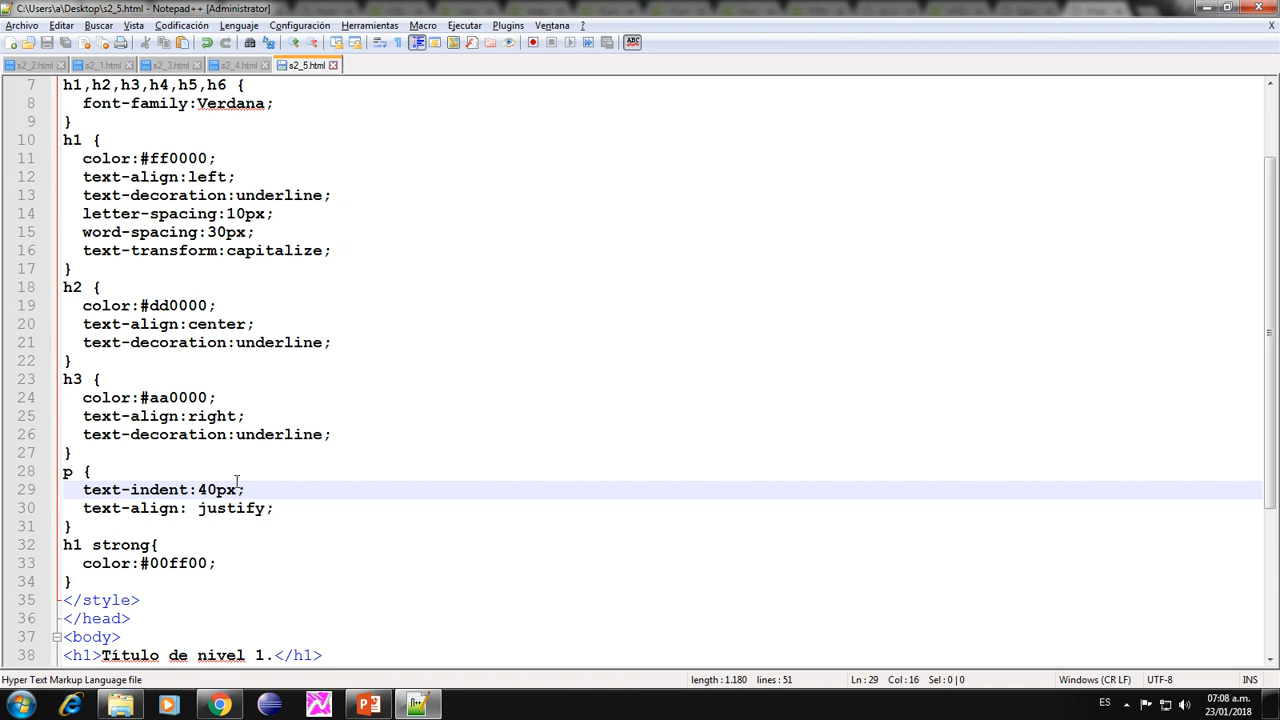 C:\Users\a\Desktop\s2_5.html - Notepad++ [Administrator]
Archivo Editar Buscar Vista Codificación Lenguaje Configuración Herramientas Macro Ejecutar Plugins Ventana ? X
s2_2.html s2_1.html s2_3.html s2_4.html s2_5.html
7 h1,h2,h3,h4,h5,h6 {
8 font-family:Verdana;
9 }
10 h1 {
11 color:#ff0000;
12 text-align:left;
13 text-decoration:underline;
14 letter-spacing:10px;
15 word-spacing:30px;
16 text-transform:capitalize;
17 }
18 h2 {
19 color:#dd0000;
20 text-align:center;
21 text-decoration:underline;
22 }
23 h3 {
24 color:#aa0000;
25 text-align:right;
26 text-decoration:underline;
27 }
28 p {
29 text-indent:40px;
30 text-align: justify;
31 }
32 h1 strong{
33 color:#00ff00;
34 }
35 </style>
36 </head>
37 <body>
38 <h1>Título de nivel 1.</h1>
Hyper Text Markup Language file length : 1.180 lines : 51 Ln : 29 Col : 16 Sel : 0 | 0 Windows (CR LF) UTF-8 INS
ES 07:08 a.m.
23/01/2018